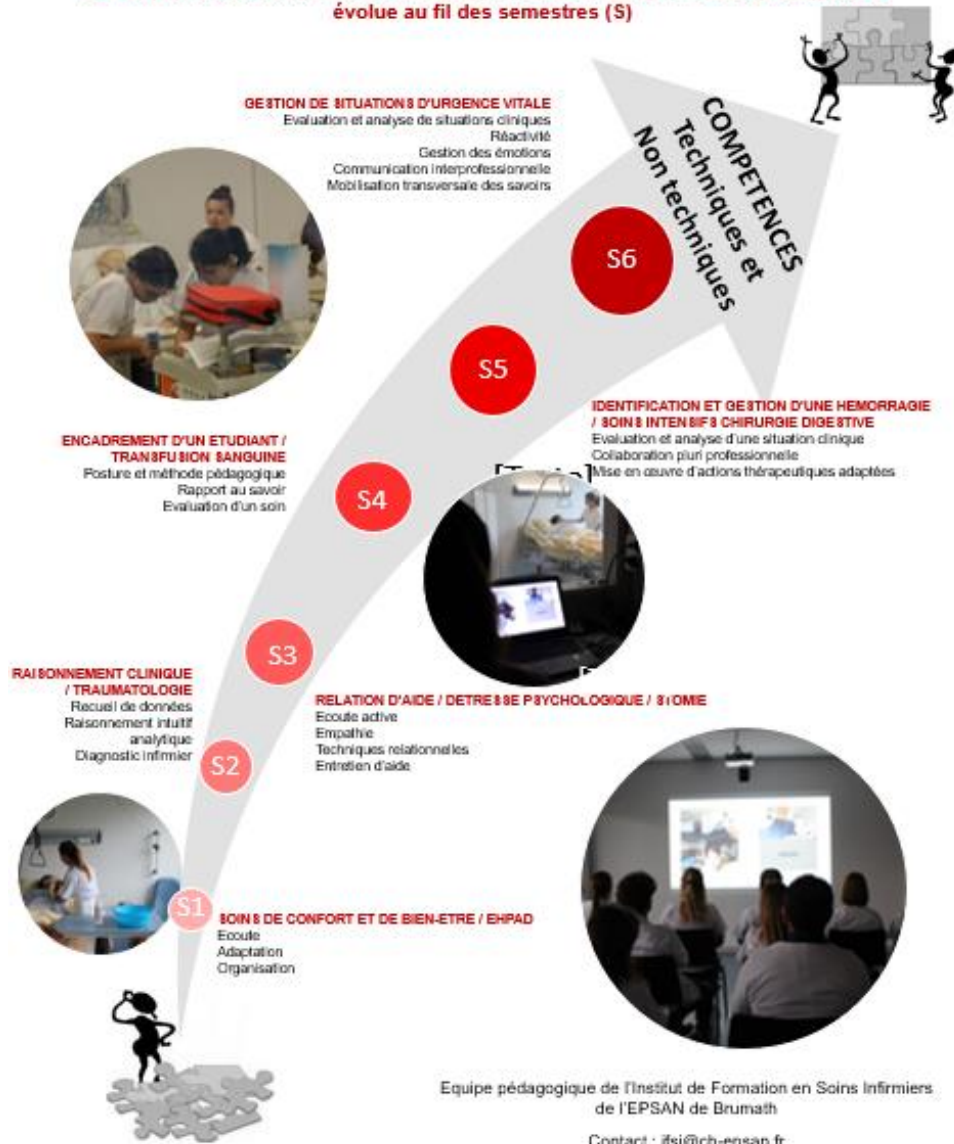 évolue au fil des semestres (S)
GESTION DE SITUATIONS D'URGENCE VITALE
Evaluation et analyse de situations cliniques
Réactivité
Gestion des émotions
Communication interprofessionnelle
Mobilisation transversale des savoirs
COMPETENCES
Techniques et
Non techniques
S6
S5
IDENTIFICATION ET GESTION D'UNE HEMORRAGIE
/ SOINS INTENSIFS CHIRURGIE DIGESTIVE
Evaluation et analyse d'une situation clinique
Collaboration pluri professionnelle
Mise en œuvre d'actions thérapeutiques adaptées
ENCADREMENT D'UN ETUDIANT /
TRANSFUSION SANGUINE
Posture et méthode pédagogique
Rapport au savoir
Evaluation d'un soin
S4
S3
RAISONNEMENT CLINIQUE
/ TRAUMATOLOGIE
Recueil de données
Raisonnement intuitif
analytique
Diagnostic infirmier
RELATION D'AIDE / DETRESSE PSYCHOLOGIQUE / STOMIE
Ecoute active
Empathie
Techniques relationnelles
Entretien d'aide
S2
S1
SOINS DE CONFORT ET DE BIEN-ETRE / EHPAD
Ecoute
Adaptation
Organisation
Equipe pédagogique de l'Institut de Formation en Soins Infirmiers
de l'EPSAN de Brumath
Contact : ifsi@ch-epsan.fr